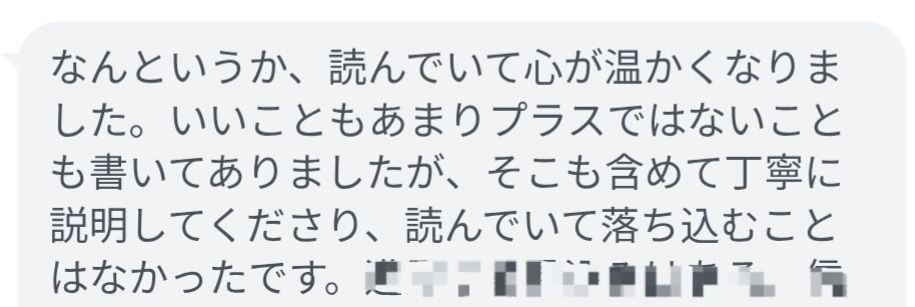 なんというか、読んでいて心が温かくなりま
した。いいこともあまりプラスではないこと
も書いてありましたが、そこも含めて丁寧に
説明してくださり、読んでいて落ち込むこと
はなかったです。